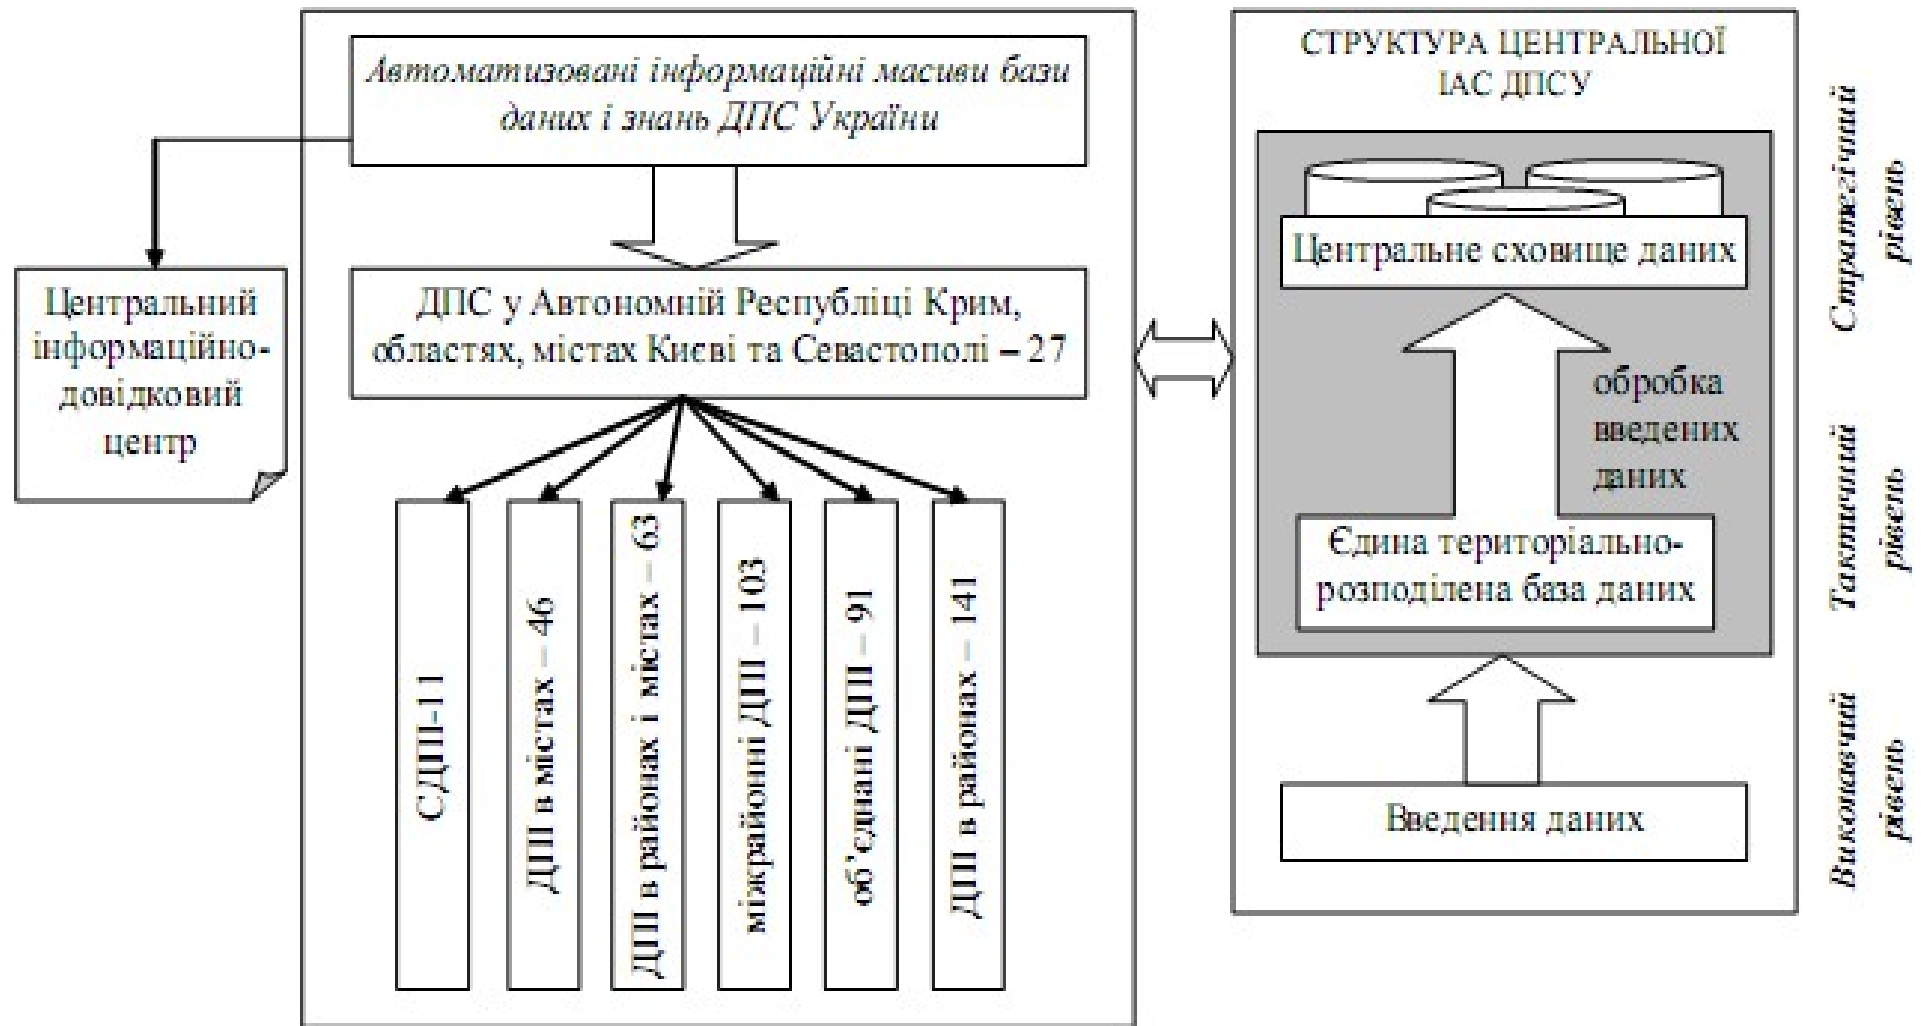 Автоматизовані інформаційні масиви бази
даних і знань ДПС України
Центральний
інформаційно-
довідковий
центр
ДПС у Автономній Республіці Крим,
областях, містах Києві та Севастополі – 27
СДПІ-11
ДПІ в містах – 46
ДПІ в районах і містах – 63
міжрайонні ДПІ – 103
об’єднані ДПІ – 91
ДПІ в районах – 141
СТРУКТУРА ЦЕНТРАЛЬНОЇ
ІАС ДПСУ
Центральне сховище даних
обробка
введених
даних
Єдина територіально-
розподілена база даних
Введення даних
Стратегічний
рівень
Тактичний
рівень
Виконавчий
рівень